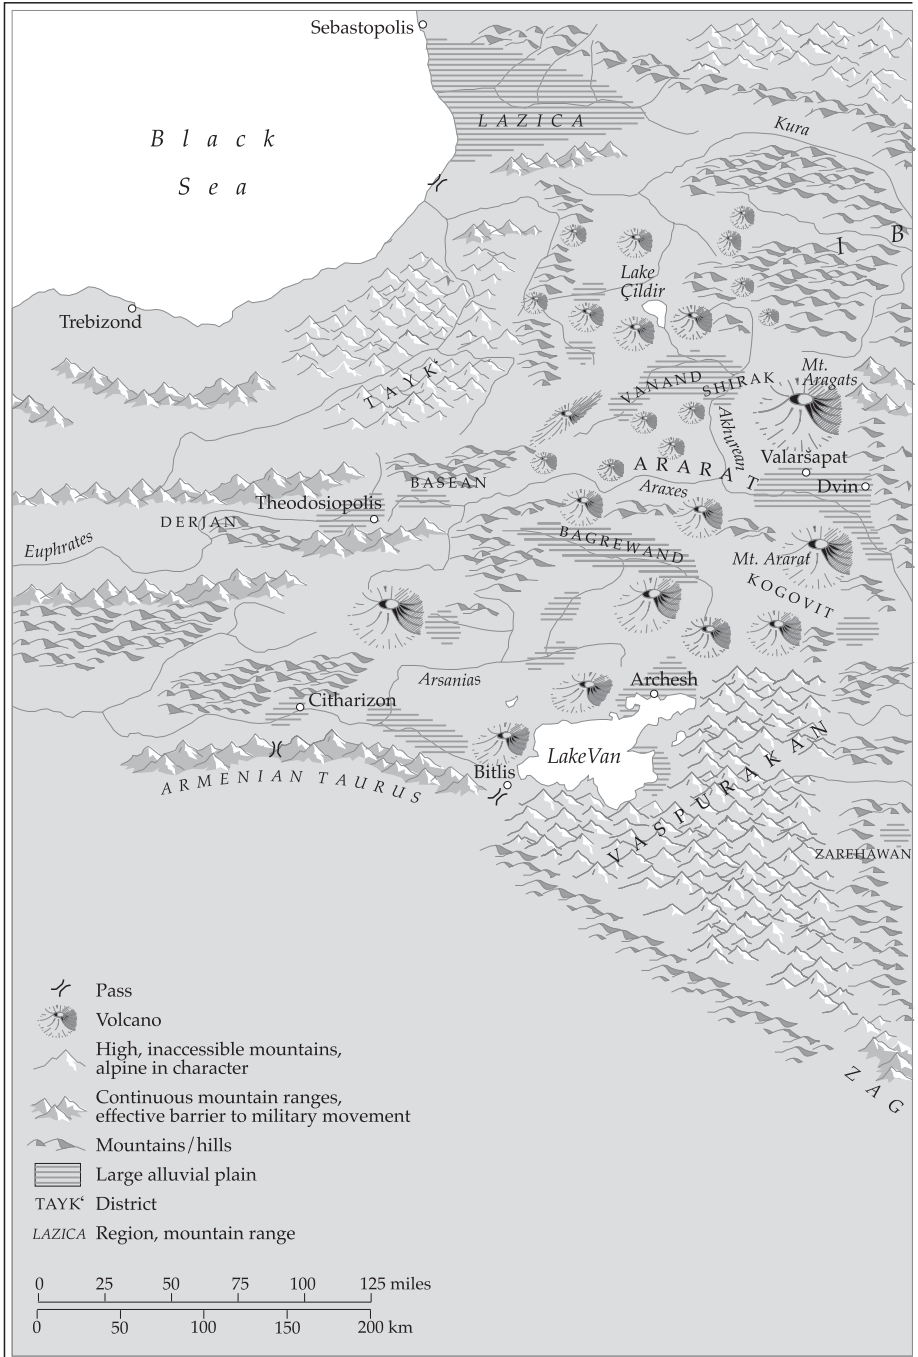 Sebastopolis
LAZICA
Black
Sea
Kura
I B
Lake
Çildir
Trebizond
TAYK‘
VANAND
SHIRAK
Mt.
Aragats
Akhurean
ARARAT
Valaršapat
Dvin
Araxes
BASEAN
Theodosiopolis
DERJAN
Euphrates
BAGREWAND
Mt. Ararat
KOGOVIT
Arsanias
Archesh
Citharizon
Lake Van
Bitlis
ARMENIAN TAURUS
VASPURAKAN
ZAREHAWAN
ZAG
Pass
Volcano
High, inaccessible mountains,
alpine in character
Continuous mountain ranges,
effective barrier to military movement
Mountains/hills
Large alluvial plain
TAYK‘ District
LAZICA Region, mountain range
0 25 50 75 100 125 miles
0 50 100 150 200 km